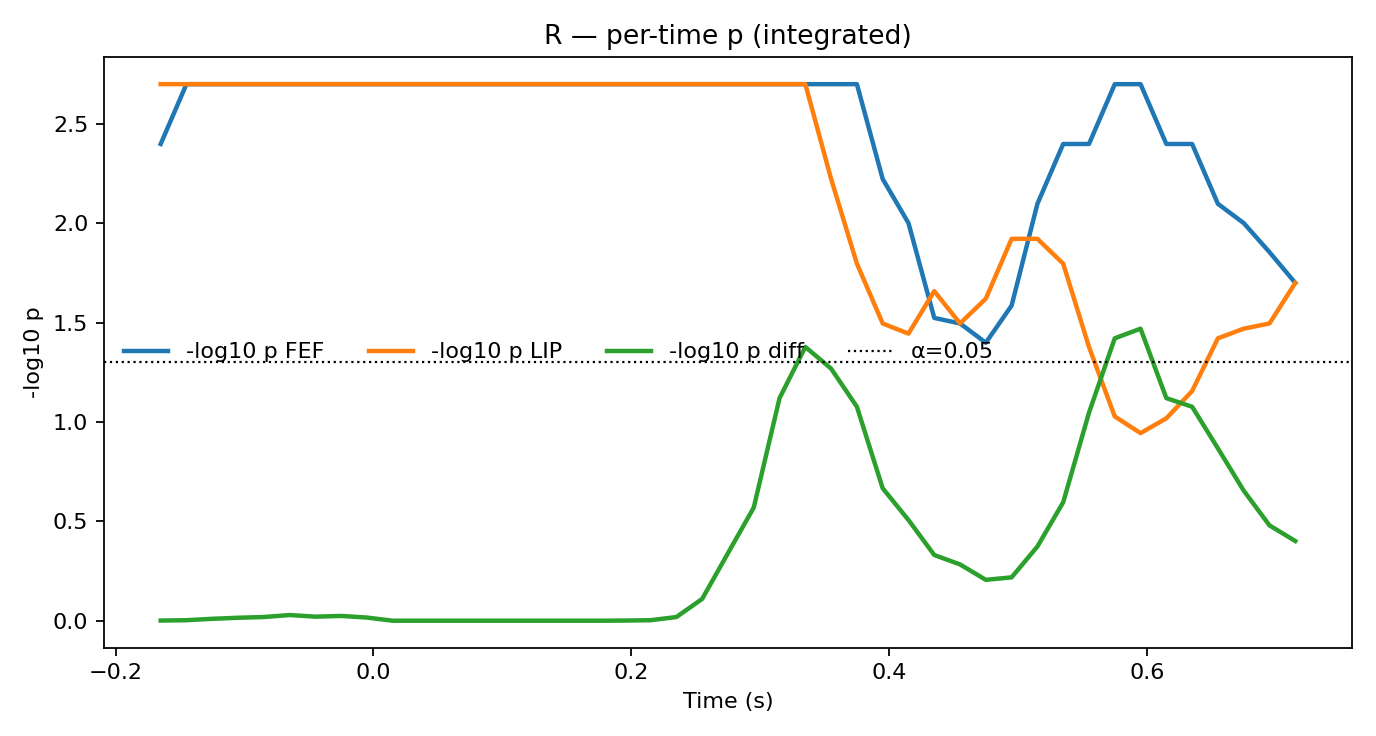 R — per-time p (integrated)
-log10 p
2.5
2.0
1.5
1.0
0.5
0.0
-log10 p FEF -log10 p LIP -log10 p diff α=0.05
−0.2 0.0 0.2 0.4 0.6
Time (s)